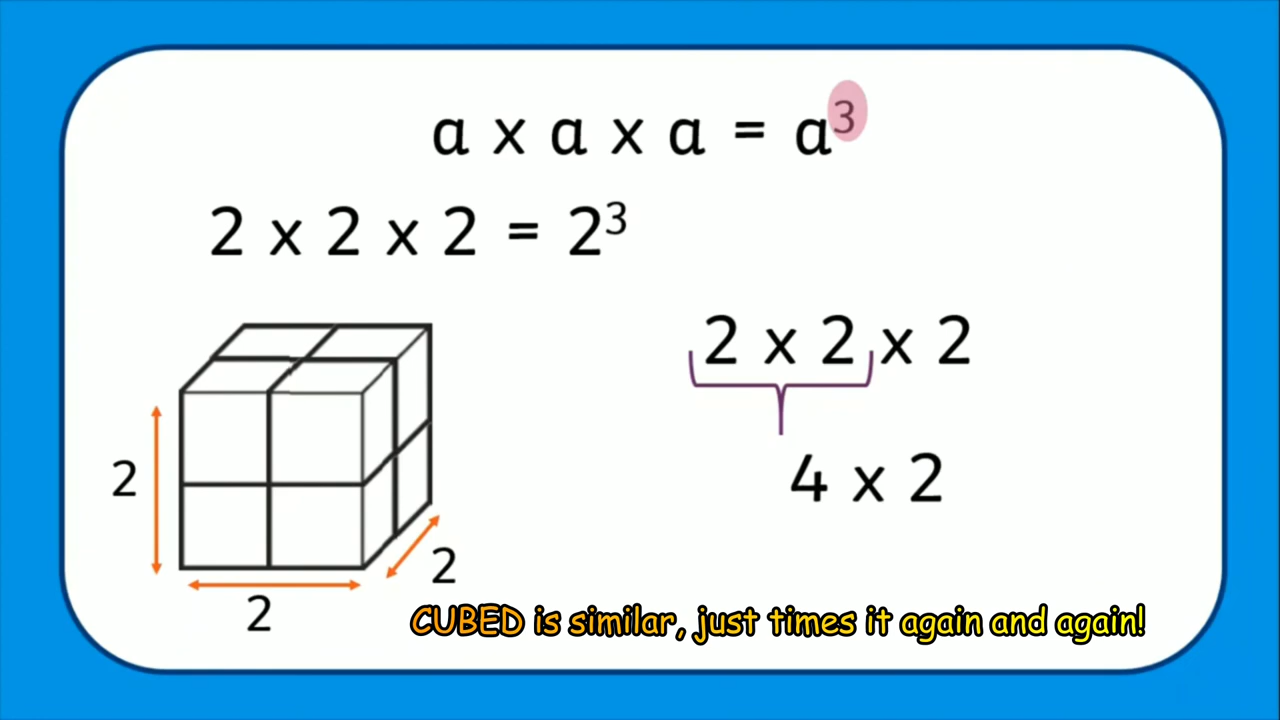 a x a x a = a³
2 x 2 x 2 = 2³
2 x 2 x 2
4 x 2
2
2
2
CUBED is similar, just times it again and again!